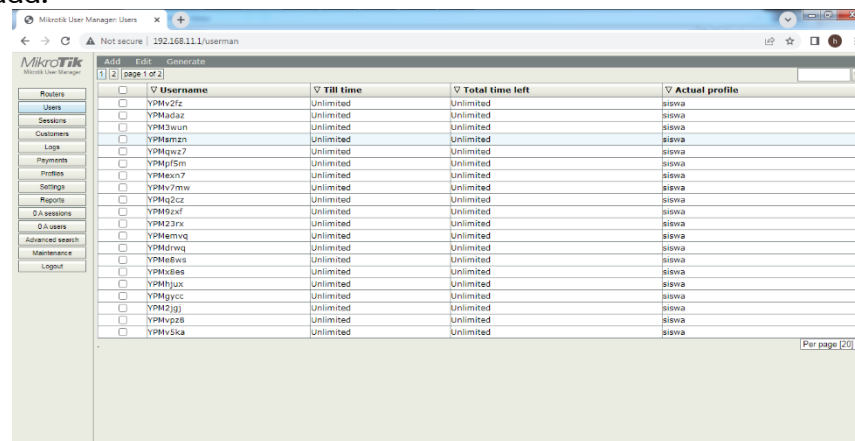 Mikrotik User Manager: Users
Not secure | 192.168.11.1/userman
MikroTik
Mikrotik User Manager
Add Edit Generate
1 2 page 1 of 2
Routers
Users
Sessions
Customers
Logs
Payments
Profiles
Settings
Reports
0 A sessions
0 A users
Advanced search
Maintenance
Logout
Username Till time Total time left Actual profile
YPMv2fz Unlimited Unlimited siswa
YPMadaz Unlimited Unlimited siswa
YPM3wun Unlimited Unlimited siswa
YPMsmzn Unlimited Unlimited siswa
YPMqwz7 Unlimited Unlimited siswa
YPMpf5m Unlimited Unlimited siswa
YPMexn7 Unlimited Unlimited siswa
YPMv7mw Unlimited Unlimited siswa
YPMq2cz Unlimited Unlimited siswa
YPM9zxf Unlimited Unlimited siswa
YPM23rx Unlimited Unlimited siswa
YPMemvq Unlimited Unlimited siswa
YPMdrwq Unlimited Unlimited siswa
YPMe8ws Unlimited Unlimited siswa
YPMx8es Unlimited Unlimited siswa
YPMhjux Unlimited Unlimited siswa
YPMgycc Unlimited Unlimited siswa
YPM2jgj Unlimited Unlimited siswa
YPMvpz8 Unlimited Unlimited siswa
YPMv5ka Unlimited Unlimited siswa
Per page [20]